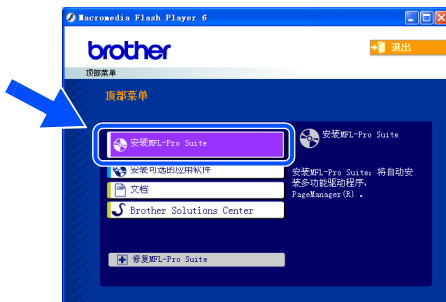 Macromedia Flash Player 6
brother
退出
顶部菜单
顶部菜单
安装MFL-Pro Suite
安装可选的应用软件
文档
Brother Solutions Center
修复MFL-Pro Suite
安装MFL-Pro Suite
安装MFL-Pro Suite：将自动安
装多功能驱动程序，
PageManager(R) 。